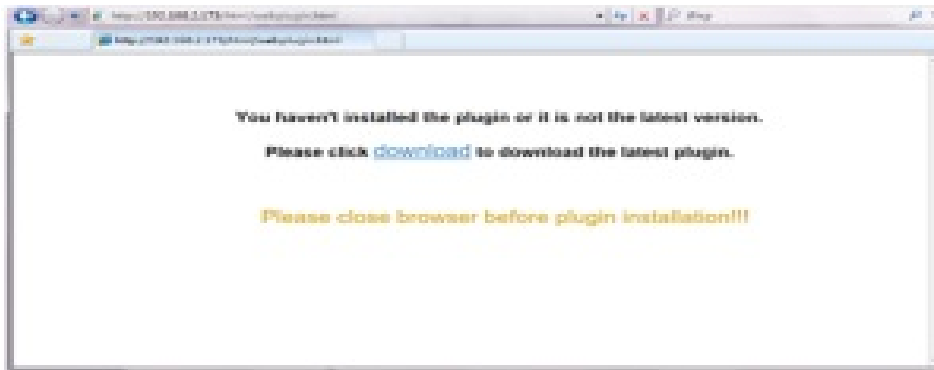 Bing
You haven't installed the plugin or it is not the latest version.
Please click download to download the latest plugin.
Please close browser before plugin installation!!!